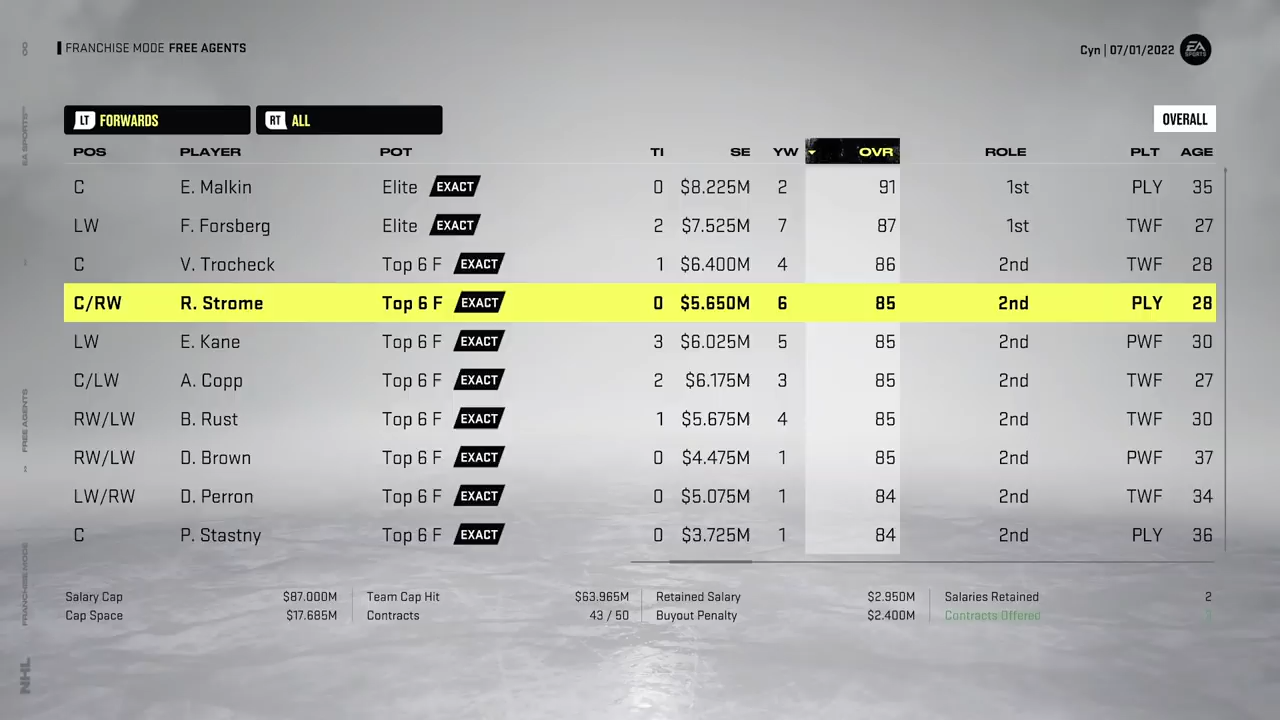 FRANCHISE MODE FREE AGENTS
Cyn | 07/01/2022 EA SPORTS
LT FORWARDS RT ALL OVERALL
POS PLAYER POT TI SE YW OVR ROLE PLT AGE
C E. Malkin Elite EXACT 0 $8.225M 2 91 1st PLY 35
LW F. Forsberg Elite EXACT 2 $7.525M 7 87 1st TWF 27
C V. Trocheck Top 6 F EXACT 1 $6.400M 4 86 2nd TWF 28
C/RW R. Strome Top 6 F EXACT 0 $5.650M 6 85 2nd PLY 28
LW E. Kane Top 6 F EXACT 3 $6.025M 5 85 2nd PWF 30
C/LW A. Copp Top 6 F EXACT 2 $6.175M 3 85 2nd TWF 27
RW/LW B. Rust Top 6 F EXACT 1 $5.675M 4 85 2nd TWF 30
RW/LW D. Brown Top 6 F EXACT 0 $4.475M 1 85 2nd PWF 37
LW/RW D. Perron Top 6 F EXACT 0 $5.075M 1 84 2nd TWF 34
C P. Stastny Top 6 F EXACT 0 $3.725M 1 84 2nd PLY 36
Salary Cap $87.000M Team Cap Hit $63.965M Retained Salary $2.950M Salaries Retained 2
Cap Space $17.685M Contracts 43 / 50 Buyout Penalty $2.400M Contracts Offered
EA SPORTS
FREE AGENTS
FRANCHISE MODE
NHL